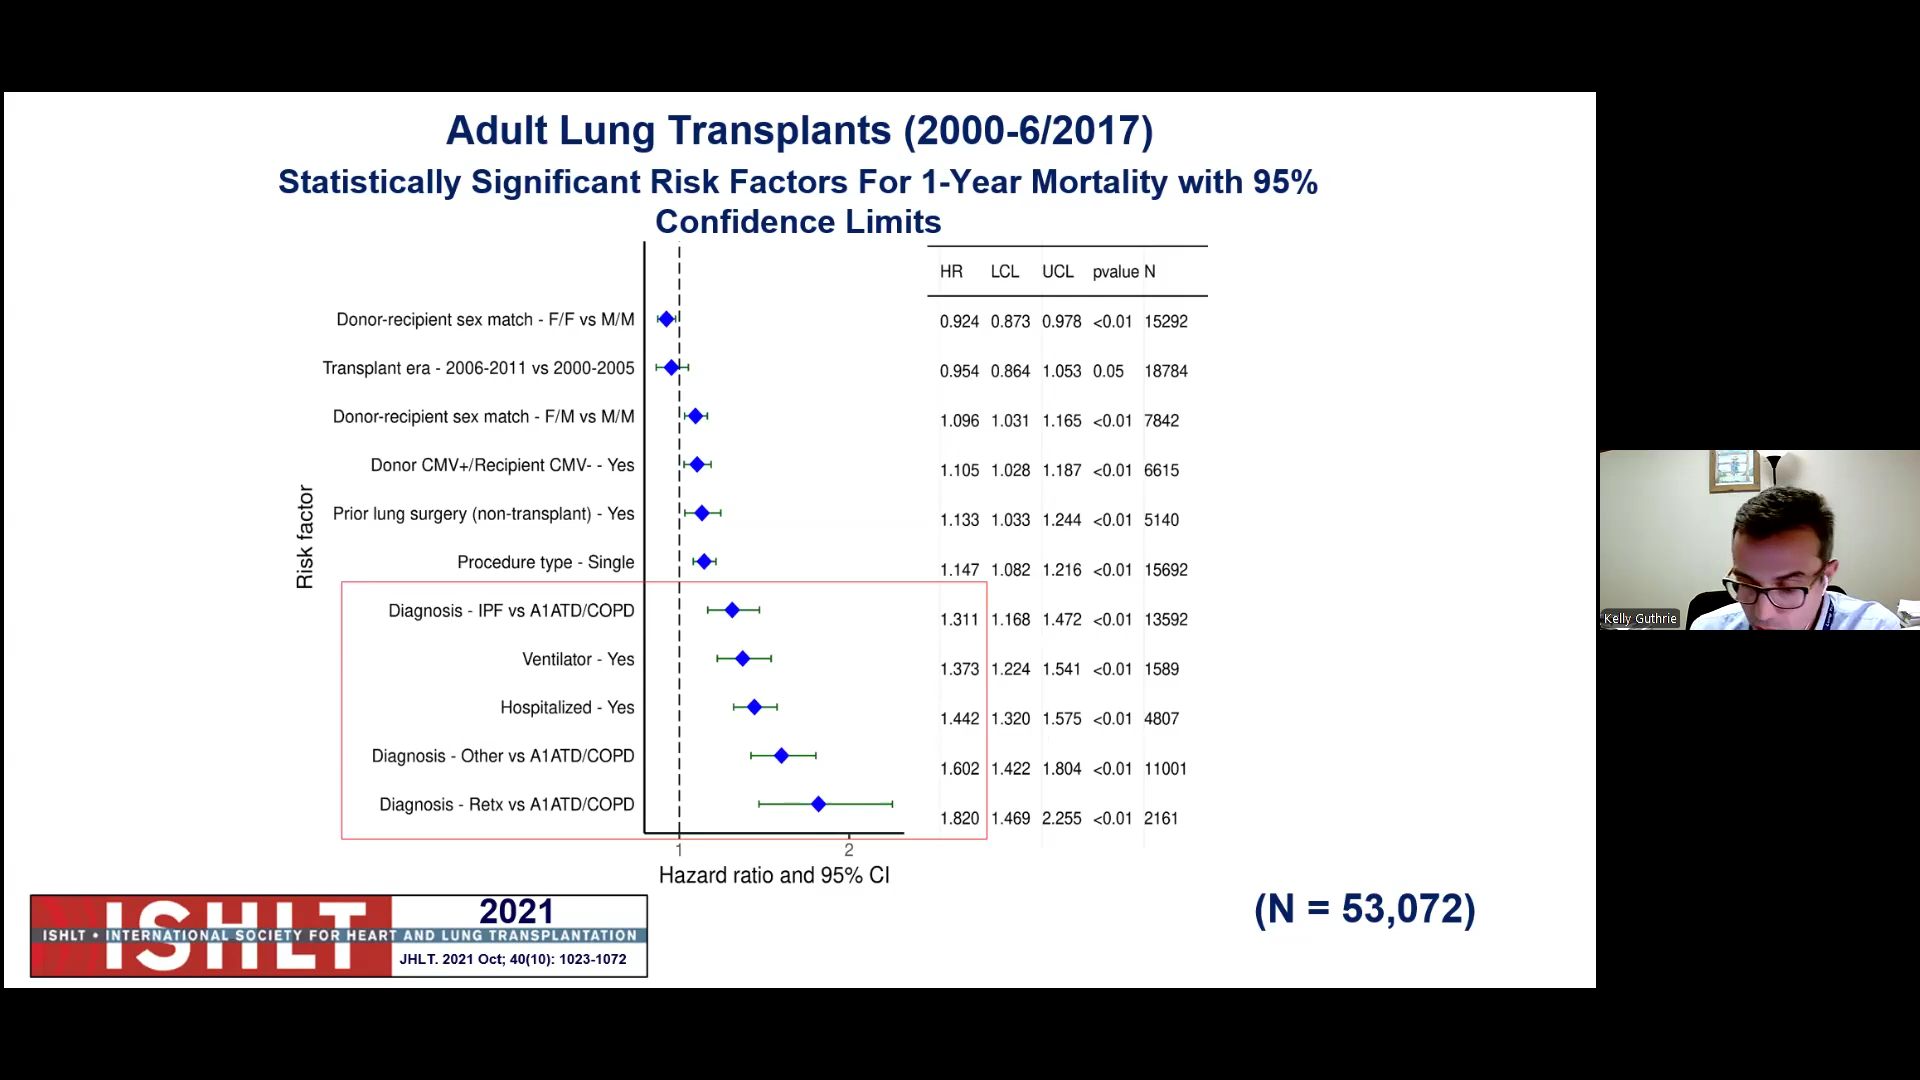 Adult Lung Transplants (2000-6/2017)
Statistically Significant Risk Factors For 1-Year Mortality with 95%
Confidence Limits
HR LCL UCL pvalue N
Donor-recipient sex match - F/F vs M/M 0.924 0.873 0.978 <0.01 15292
Transplant era - 2006-2011 vs 2000-2005 0.954 0.864 1.053 0.05 18784
Donor-recipient sex match - F/M vs M/M 1.096 1.031 1.165 <0.01 7842
Donor CMV+/Recipient CMV- - Yes 1.105 1.028 1.187 <0.01 6615
Prior lung surgery (non-transplant) - Yes 1.133 1.033 1.244 <0.01 5140
Procedure type - Single 1.147 1.082 1.216 <0.01 15692
Diagnosis - IPF vs A1ATD/COPD 1.311 1.168 1.472 <0.01 13592
Ventilator - Yes 1.373 1.224 1.541 <0.01 1589
Hospitalized - Yes 1.442 1.320 1.575 <0.01 4807
Diagnosis - Other vs A1ATD/COPD 1.602 1.422 1.804 <0.01 11001
Diagnosis - Retx vs A1ATD/COPD 1.820 1.469 2.255 <0.01 2161
Risk factor
1 2
Hazard ratio and 95% CI
(N = 53,072)
ISHLT 2021
ISHLT • INTERNATIONAL SOCIETY FOR HEART AND LUNG TRANSPLANTATION
JHLT. 2021 Oct; 40(10): 1023-1072
Kelly Guthrie